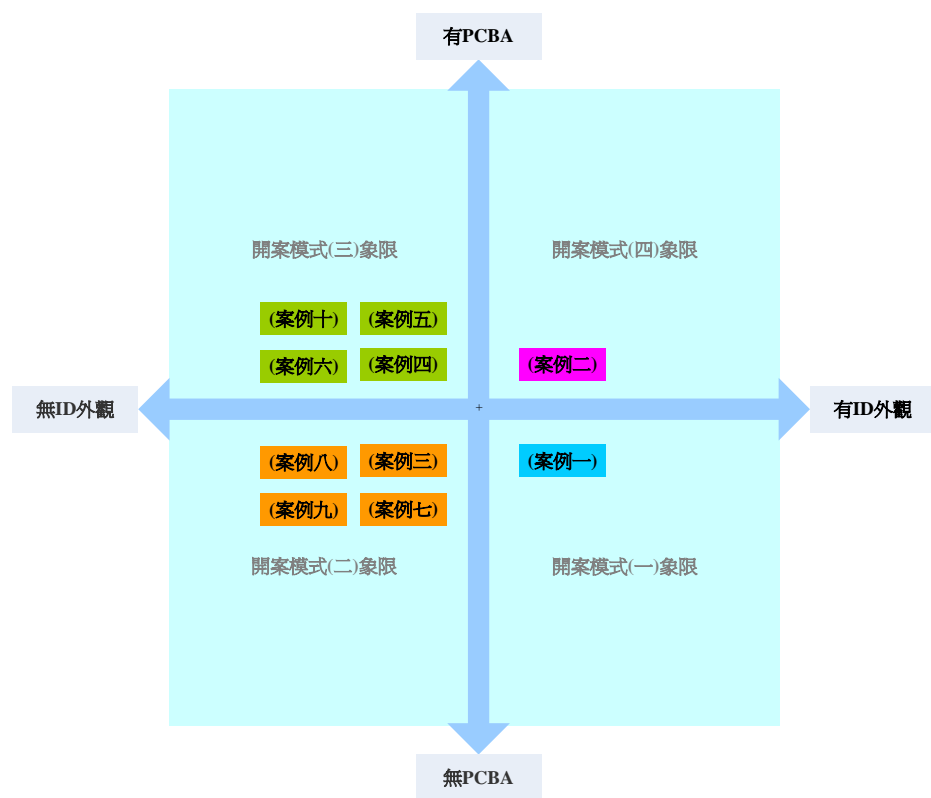 有PCBA
開案模式(三)象限
開案模式(四)象限
(案例十)
(案例五)
(案例六)
(案例四)
(案例二)
無ID外觀
+
有ID外觀
(案例八)
(案例三)
(案例一)
(案例九)
(案例七)
開案模式(二)象限
開案模式(一)象限
無PCBA